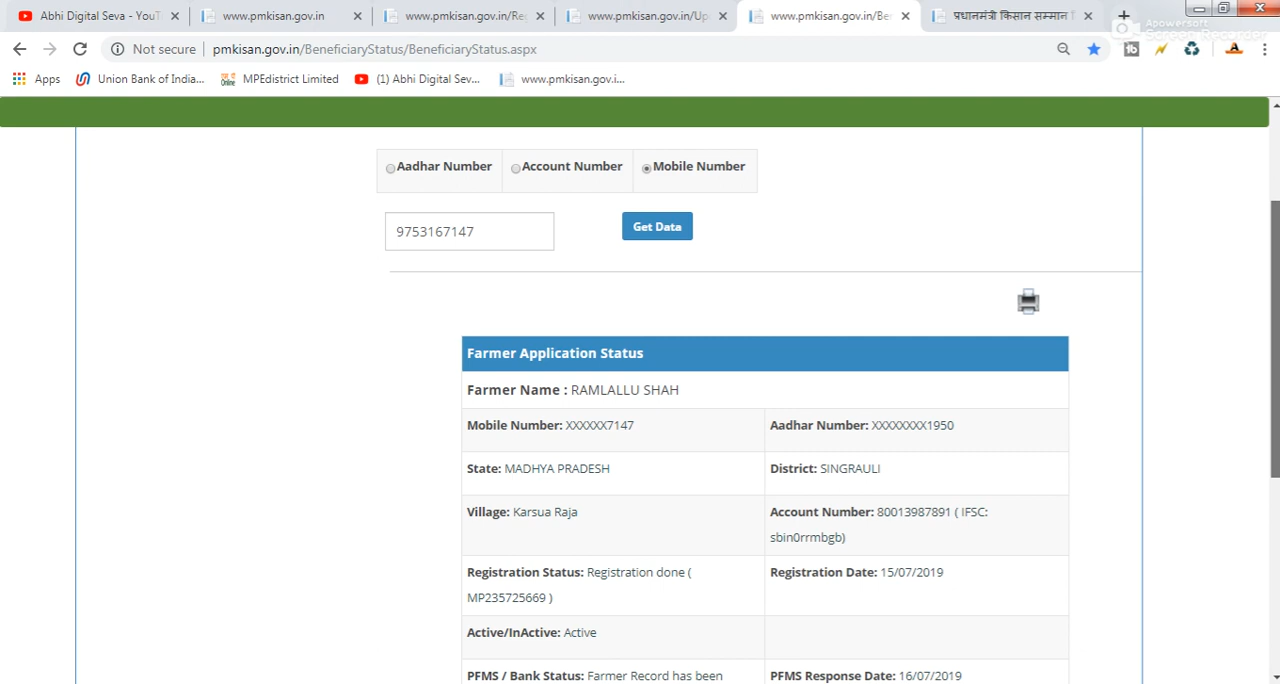 Abhi Digital Seva - YouT
www.pmkisan.gov.in
www.pmkisan.gov.in/Re
www.pmkisan.gov.in/Up
www.pmkisan.gov.in/Be
प्रधानमंत्री किसान सम्मान
Apowersoft
Screen Recorder
Not secure
pmkisan.gov.in/BeneficiaryStatus/BeneficiaryStatus.aspx
Apps
Union Bank of India...
MPEdistrict Limited
(1) Abhi Digital Sev...
www.pmkisan.gov.i...
Aadhar Number
Account Number
Mobile Number
9753167147
Get Data
Farmer Application Status
Farmer Name : RAMLALLU SHAH
Mobile Number: XXXXXX7147
Aadhar Number: XXXXXXXX1950
State: MADHYA PRADESH
District: SINGRAULI
Village: Karsua Raja
Account Number: 80013987891 ( IFSC:
sbin0rrmbgb)
Registration Status: Registration done (
MP235725669 )
Registration Date: 15/07/2019
Active/InActive: Active
PFMS / Bank Status: Farmer Record has been
PFMS Response Date: 16/07/2019